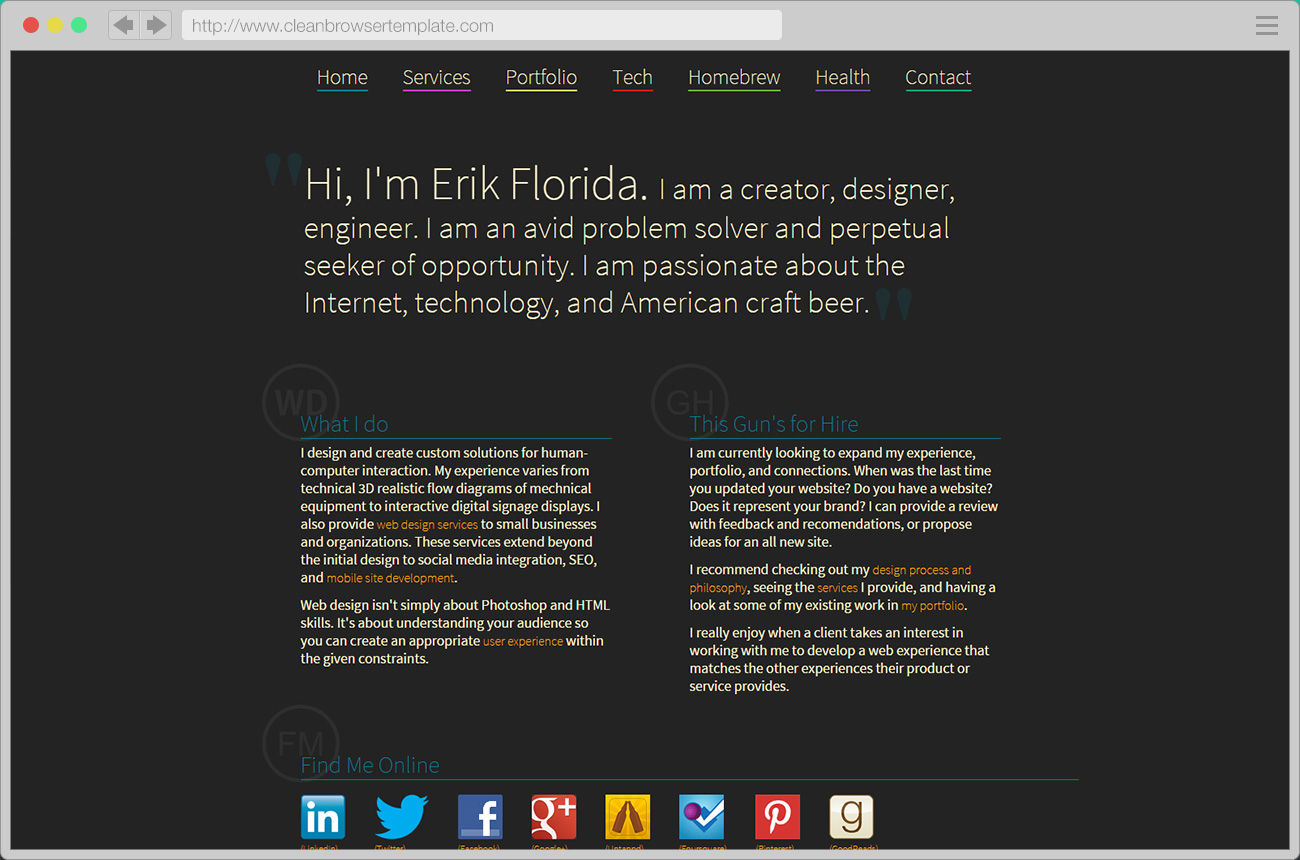 http://www.cleanbrowsertemplate.com
Home Services Portfolio Tech Homebrew Health Contact
"Hi, I'm Erik Florida. I am a creator, designer,
engineer. I am an avid problem solver and perpetual
seeker of opportunity. I am passionate about the
Internet, technology, and American craft beer."
WD
What I do
I design and create custom solutions for human-
computer interaction. My experience varies from
technical 3D realistic flow diagrams of mechnical
equipment to interactive digital signage displays. I
also provide web design services to small businesses
and organizations. These services extend beyond
the initial design to social media integration, SEO,
and mobile site development.
Web design isn't simply about Photoshop and HTML
skills. It's about understanding your audience so
you can create an appropriate user experience within
the given constraints.
GH
This Gun's for Hire
I am currently looking to expand my experience,
portfolio, and connections. When was the last time
you updated your website? Do you have a website?
Does it represent your brand? I can provide a review
with feedback and recomendations, or propose
ideas for an all new site.
I recommend checking out my design process and
philosophy, seeing the services I provide, and having a
look at some of my existing work in my portfolio.
I really enjoy when a client takes an interest in
working with me to develop a web experience that
matches the other experiences their product or
service provides.
FM
Find Me Online
in f g+ g
(LinkedIn) (Twitter) (Facebook) (Google+) (Untappd) (Foursquare) (Pinterest) (GoodReads)